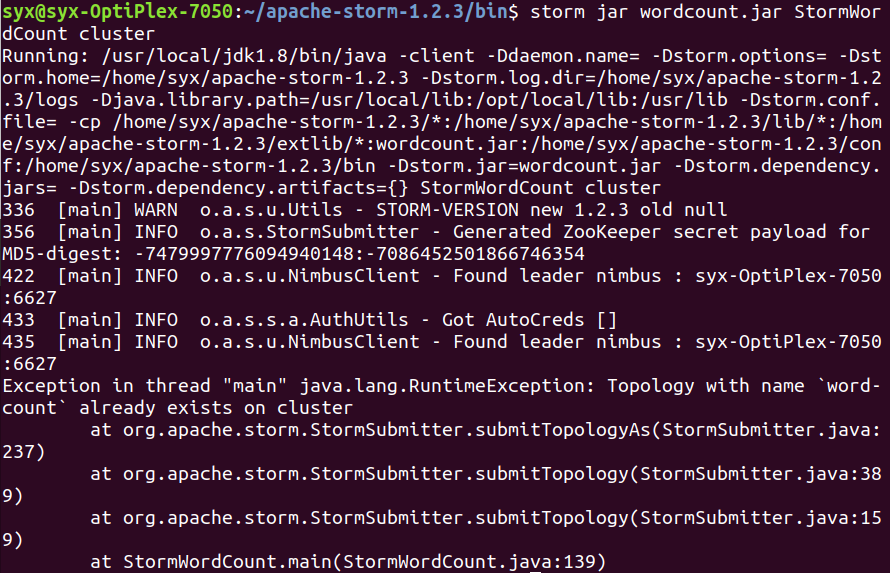 syx@syx-OptiPlex-7050:~/apache-storm-1.2.3/bin$ storm jar wordcount.jar StormWor
dCount cluster
Running: /usr/local/jdk1.8/bin/java -client -Ddaemon.name= -Dstorm.options= -Dst
orm.home=/home/syx/apache-storm-1.2.3 -Dstorm.log.dir=/home/syx/apache-storm-1.2
.3/logs -Djava.library.path=/usr/local/lib:/opt/local/lib:/usr/lib -Dstorm.conf.
file= -cp /home/syx/apache-storm-1.2.3/*:/home/syx/apache-storm-1.2.3/lib/*:/hom
e/syx/apache-storm-1.2.3/extlib/*:wordcount.jar:/home/syx/apache-storm-1.2.3/con
f:/home/syx/apache-storm-1.2.3/bin -Dstorm.jar=wordcount.jar -Dstorm.dependency.
jars= -Dstorm.dependency.artifacts={} StormWordCount cluster
336  [main] WARN  o.a.s.u.Utils - STORM-VERSION new 1.2.3 old null
356  [main] INFO  o.a.s.StormSubmitter - Generated ZooKeeper secret payload for
MD5-digest: -7479997776094940148:-7086452501866746354
422  [main] INFO  o.a.s.u.NimbusClient - Found leader nimbus : syx-OptiPlex-7050
:6627
433  [main] INFO  o.a.s.s.a.AuthUtils - Got AutoCreds []
435  [main] INFO  o.a.s.u.NimbusClient - Found leader nimbus : syx-OptiPlex-7050
:6627
Exception in thread "main" java.lang.RuntimeException: Topology with name `word-
count` already exists on cluster
        at org.apache.storm.StormSubmitter.submitTopologyAs(StormSubmitter.java:
237)
        at org.apache.storm.StormSubmitter.submitTopology(StormSubmitter.java:38
9)
        at org.apache.storm.StormSubmitter.submitTopology(StormSubmitter.java:15
9)
        at StormWordCount.main(StormWordCount.java:139)